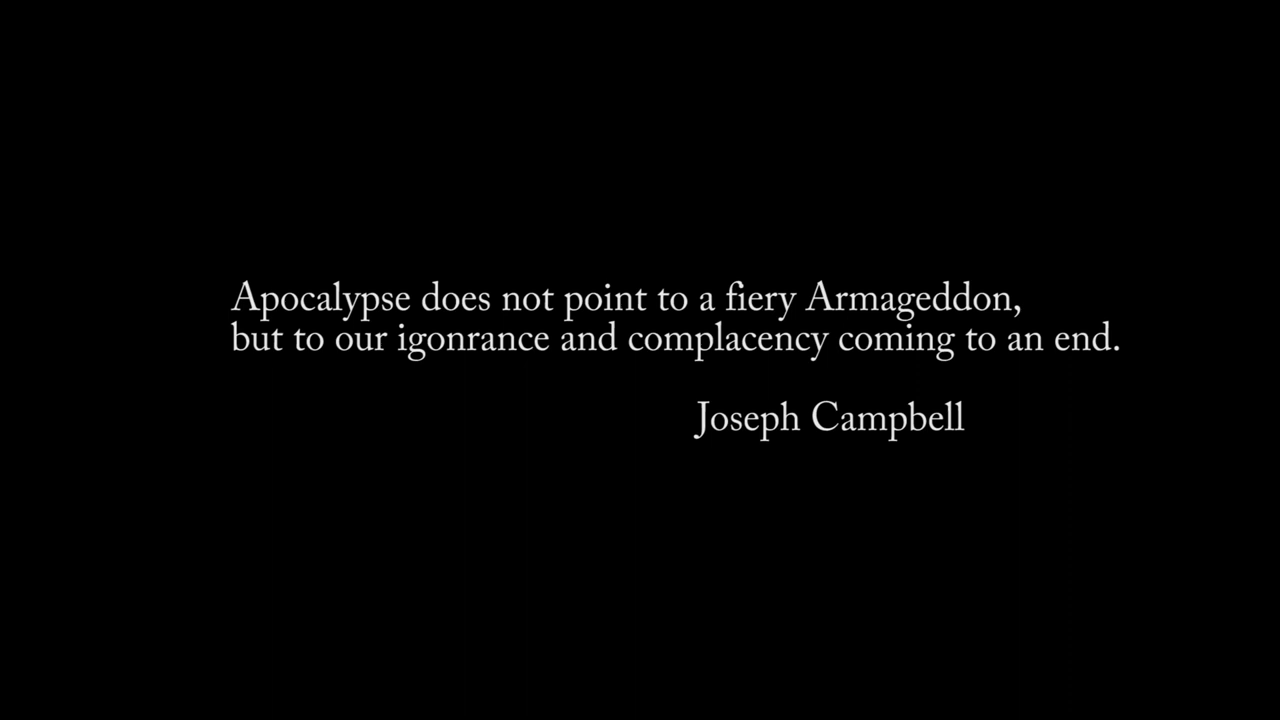 Apocalypse does not point to a fiery Armageddon,
but to our igonrance and complacency coming to an end.
Joseph Campbell